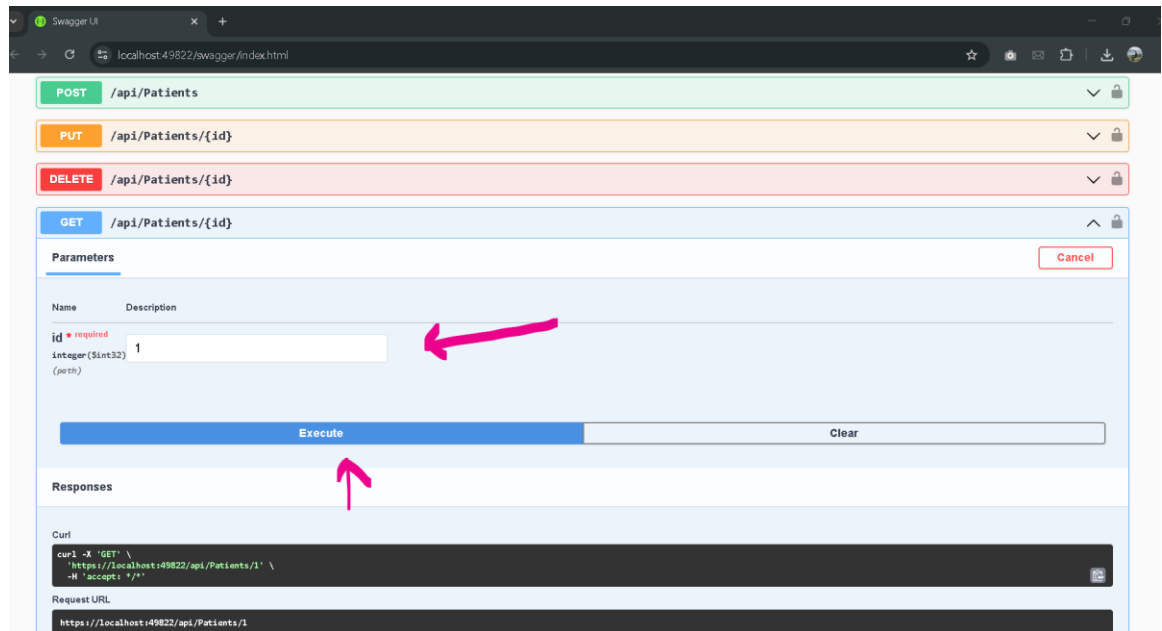 Swagger UI
localhost:49822/swagger/index.html
POST /api/Patients
PUT /api/Patients/{id}
DELETE /api/Patients/{id}
GET /api/Patients/{id}
Parameters
Cancel
Name Description
id * required
integer($int32)
(path)
1
Execute Clear
Responses
Curl
curl -X 'GET' \
'https://localhost:49822/api/Patients/1' \
-H 'accept: */*'
Request URL
https://localhost:49822/api/Patients/1